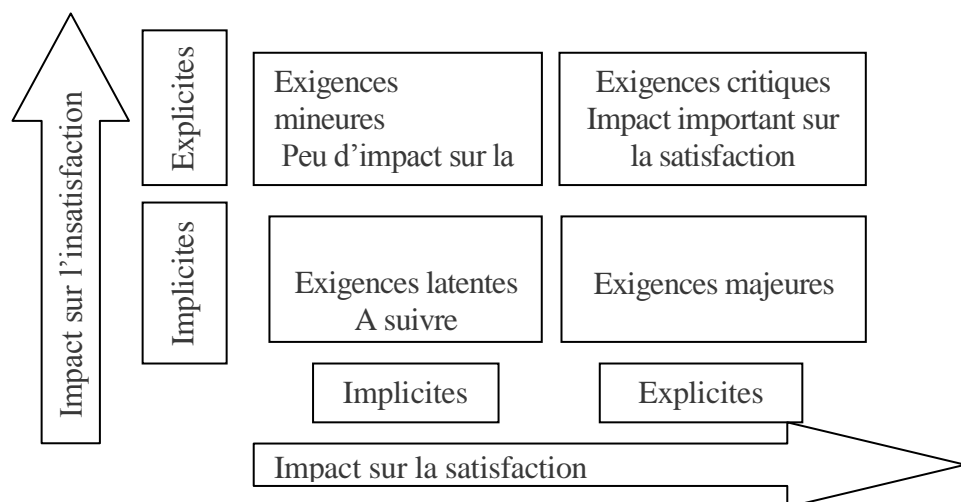 Impact sur l’insatisfaction
Explicites
Exigences
mineures
Peu d’impact sur la
Exigences critiques
Impact important sur
la satisfaction
Implicites
Exigences latentes
A suivre
Exigences majeures
Implicites
Explicites
Impact sur la satisfaction